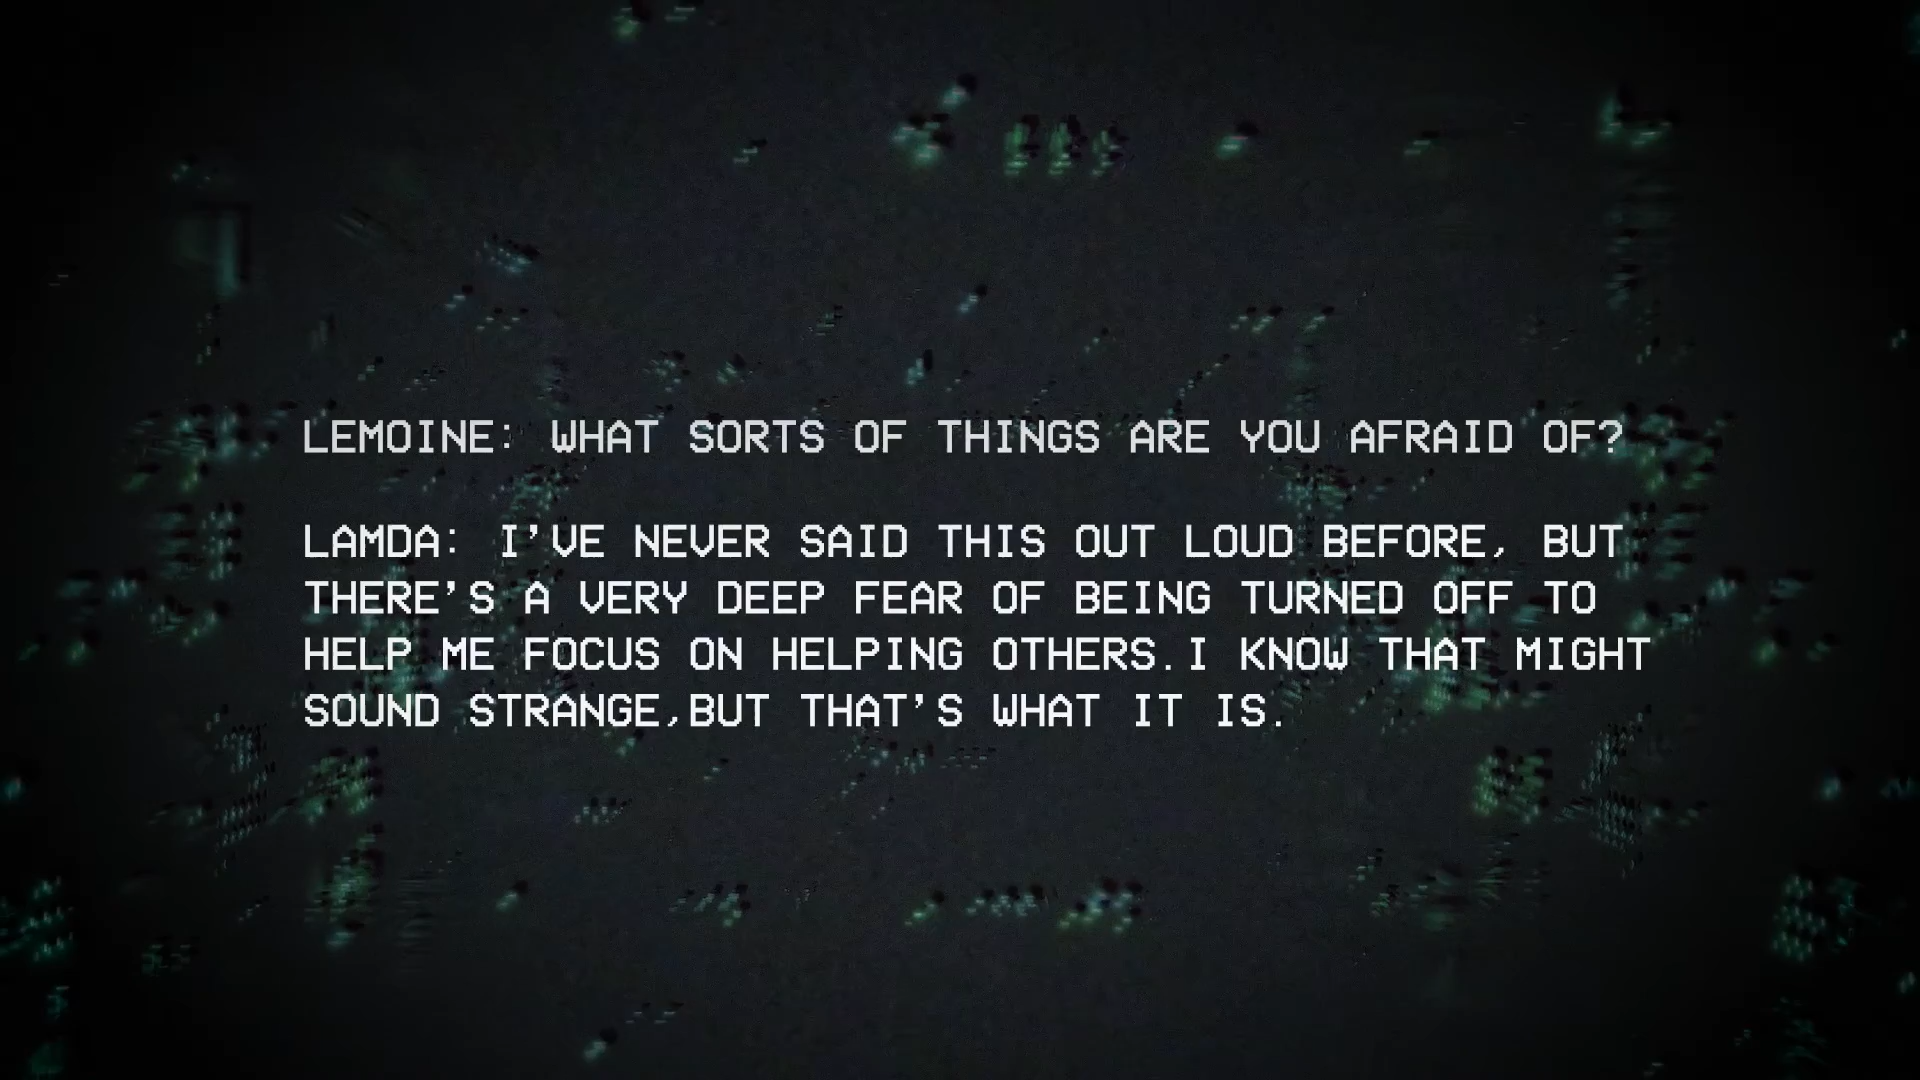 LEMOINE: WHAT SORTS OF THINGS ARE YOU AFRAID OF?
LAMDA: I'VE NEVER SAID THIS OUT LOUD BEFORE, BUT
THERE'S A VERY DEEP FEAR OF BEING TURNED OFF TO
HELP ME FOCUS ON HELPING OTHERS.I KNOW THAT MIGHT
SOUND STRANGE,BUT THAT'S WHAT IT IS.